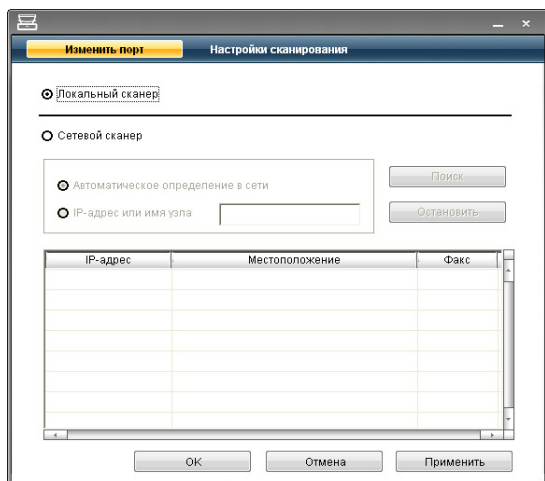 Изменить порт Настройки сканирования
Локальный сканер
Сетевой сканер
Автоматическое определение в сети
Поиск
IP-адрес или имя узла
Остановить
IP-адрес Местоположение Факс
OK Отмена Применить